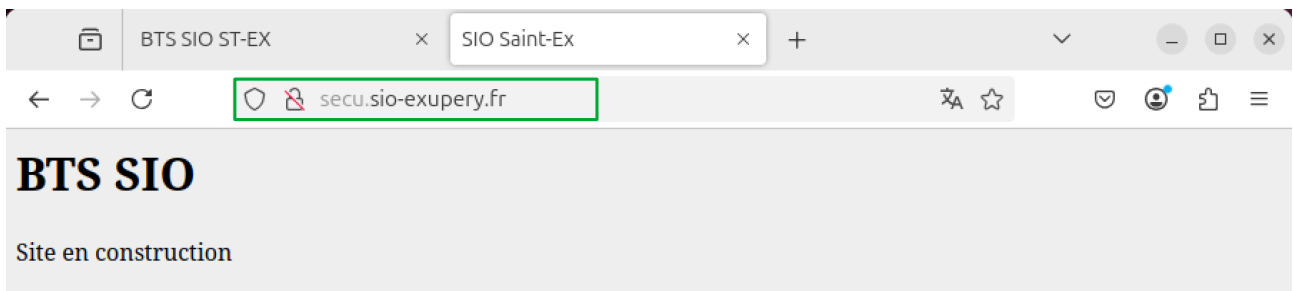 BTS SIO ST-EX
SIO Saint-Ex
secu.sio-exupery.fr
BTS SIO
Site en construction